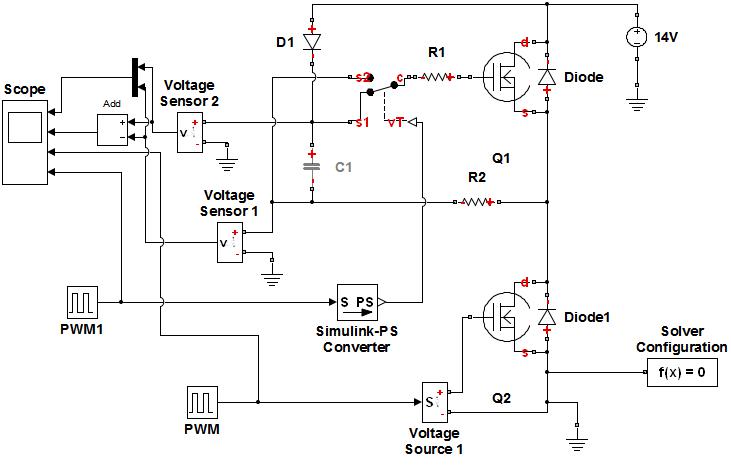 D1
14V
R1
d
s2
c
Diode
Scope
Voltage
Sensor 2
Add
+
-
+
-
V
s1
vT
s
C1
Q1
R2
Voltage
Sensor 1
+
-
V
S PS
d
Diode1
PWM1
Simulink-PS
Converter
s
Solver
Configuration
f(x) = 0
S
+
-
Q2
PWM
Voltage
Source 1